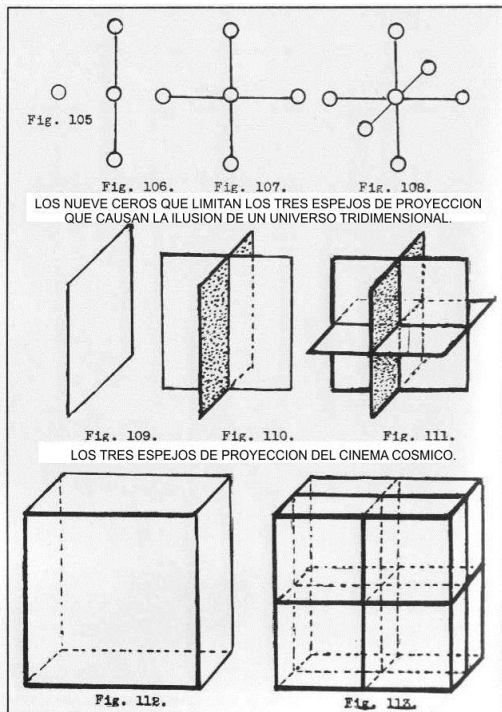 Fig. 105
Fig. 106. Fig. 107. Fig. 108.
LOS NUEVE CEROS QUE LIMITAN LOS TRES ESPEJOS DE PROYECCION
QUE CAUSAN LA ILUSION DE UN UNIVERSO TRIDIMENSIONAL.
Fig. 109. Fig. 110. Fig. 111.
LOS TRES ESPEJOS DE PROYECCION DEL CINEMA COSMICO.
Fig. 112. Fig. 113.